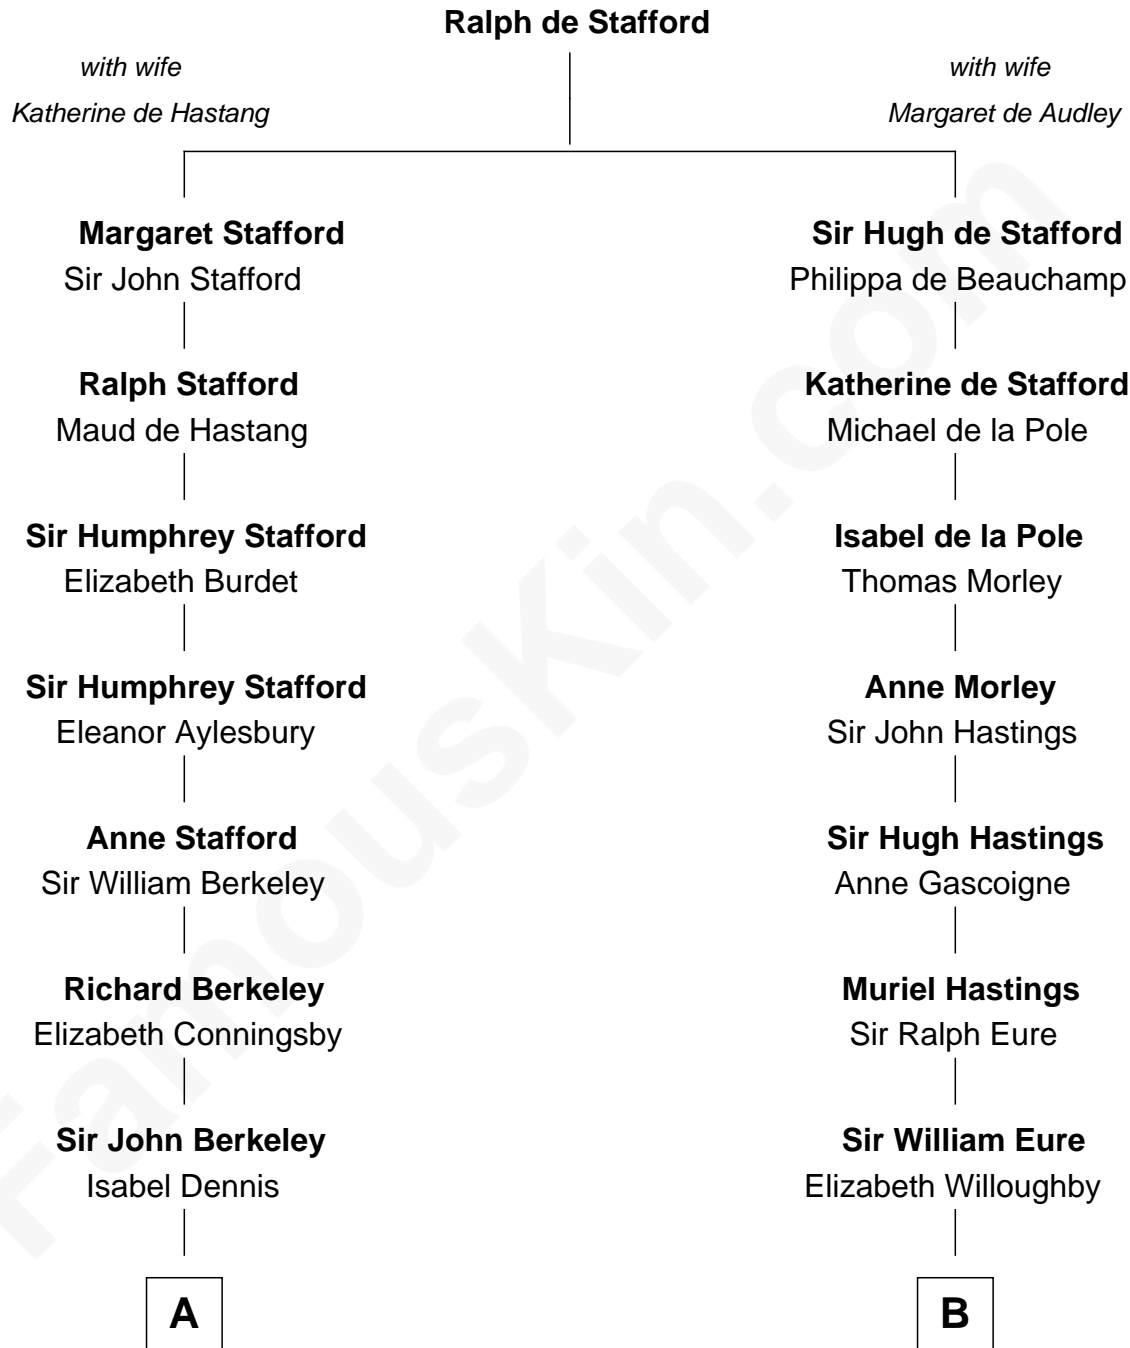 Ralph de Stafford
with wife
Katherine de Hastang
with wife
Margaret de Audley
Margaret Stafford
Sir John Stafford
Sir Hugh de Stafford
Philippa de Beauchamp
Ralph Stafford
Maud de Hastang
Katherine de Stafford
Michael de la Pole
Sir Humphrey Stafford
Elizabeth Burdet
Isabel de la Pole
Thomas Morley
Sir Humphrey Stafford
Eleanor Aylesbury
Anne Morley
Sir John Hastings
Anne Stafford
Sir William Berkeley
Sir Hugh Hastings
Anne Gascoigne
Richard Berkeley
Elizabeth Conningsby
Muriel Hastings
Sir Ralph Eure
Sir John Berkeley
Isabel Dennis
Sir William Eure
Elizabeth Willoughby
A
B
FamousKin.com